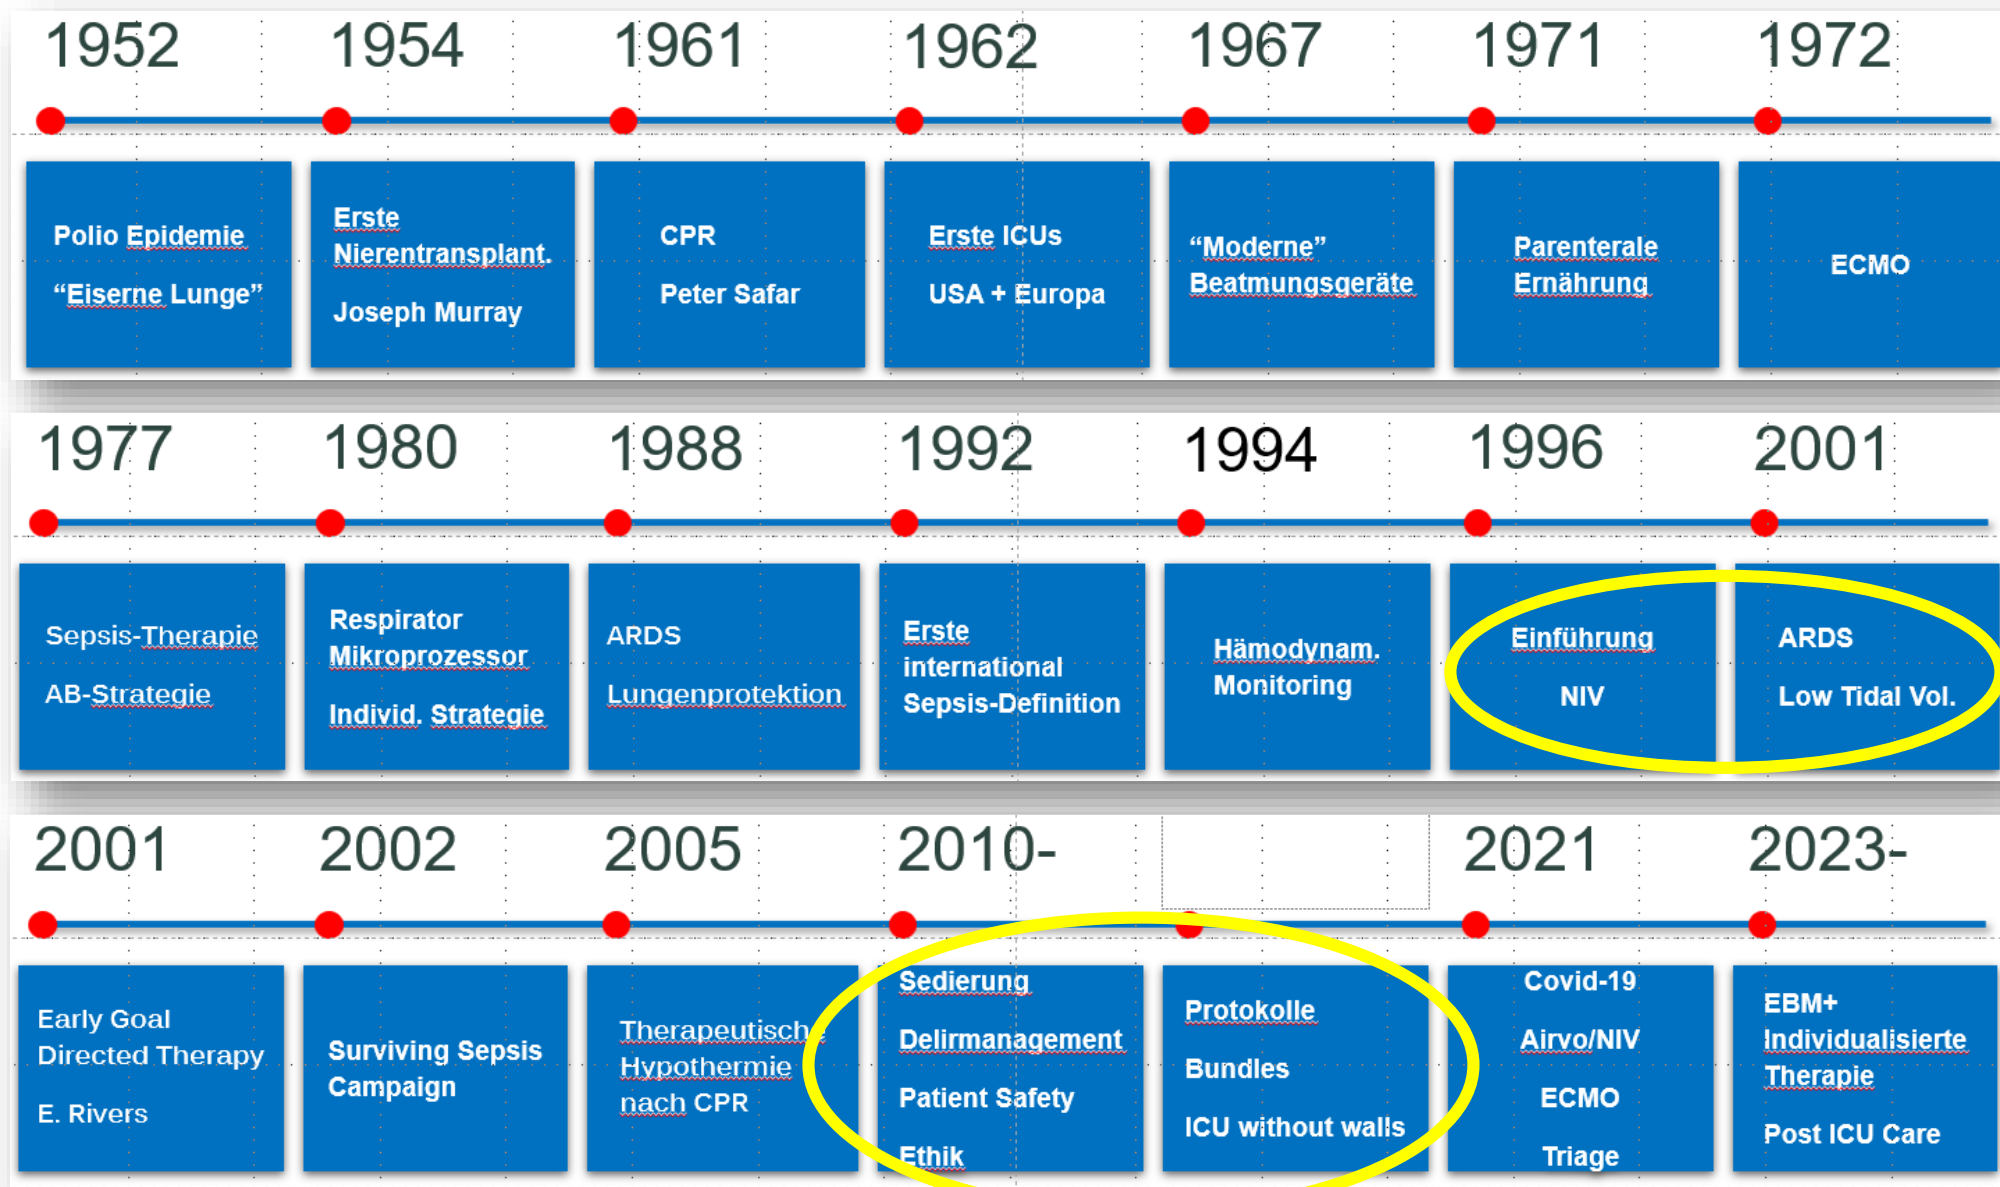 1952 1954 1961 1962 1967 1971 1972
Polio Epidemie
“Eiserne Lunge”
Erste
Nierentransplant.
Joseph Murray
CPR
Peter Safar
Erste ICUs
USA + Europa
“Moderne”
Beatmungsgeräte
Parenterale
Ernährung
ECMO
1977 1980 1988 1992 1994 1996 2001
Sepsis-Therapie
AB-Strategie
Respirator
Mikroprozessor
Individ. Strategie
ARDS
Lungenprotektion
Erste
international
Sepsis-Definition
Hämodynam.
Monitoring
Einführung
NIV
ARDS
Low Tidal Vol.
2001 2002 2005 2010- 2021 2023-
Early Goal
Directed Therapy
E. Rivers
Surviving Sepsis
Campaign
Therapeutische
Hypothermie
nach CPR
Sedierung
Delirmanagement
Patient Safety
Ethik
Protokolle
Bundles
ICU without walls
Covid-19
Airvo/NIV
ECMO
Triage
EBM+
Individualisierte
Therapie
Post ICU Care